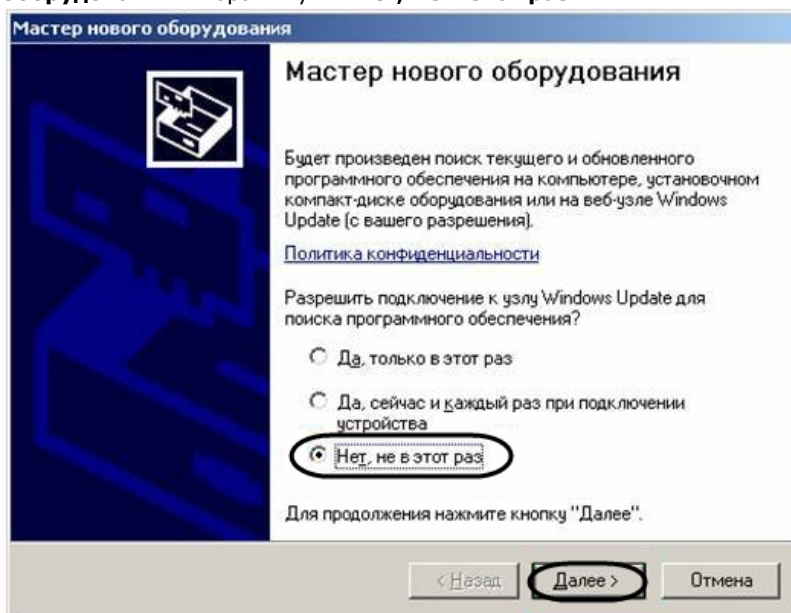 Мастер нового оборудования
Мастер нового оборудования
Будет произведен поиск текущего и обновленного
программного обеспечения на компьютере, установочном
компакт-диске оборудования или на веб-узле Windows
Update (с вашего разрешения).
Политика конфиденциальности
Разрешить подключение к узлу Windows Update для
поиска программного обеспечения?
Да, только в этот раз
Да, сейчас и каждый раз при подключении
устройства
Нет, не в этот раз
Для продолжения нажмите кнопку "Далее".
< Назад Далее > Отмена